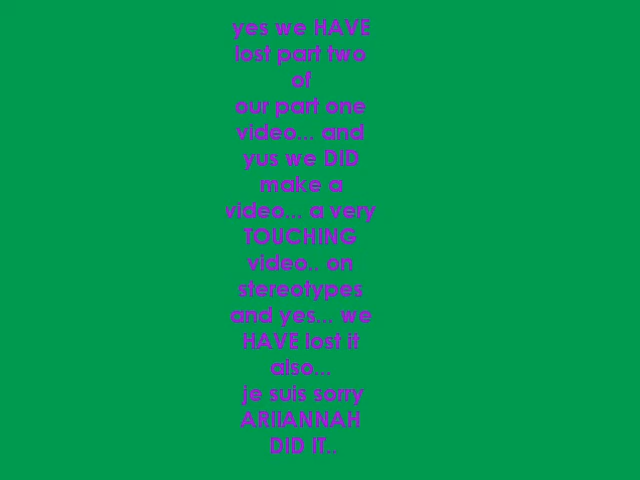 yes we HAVE
lost part two
of
our part one
video... and
yus we DID
make a
video... a very
TOUCHING
video.. on
stereotypes
and yes... we
HAVE lost it
also...
je suis sorry
ARIIANNAH
DID IT..